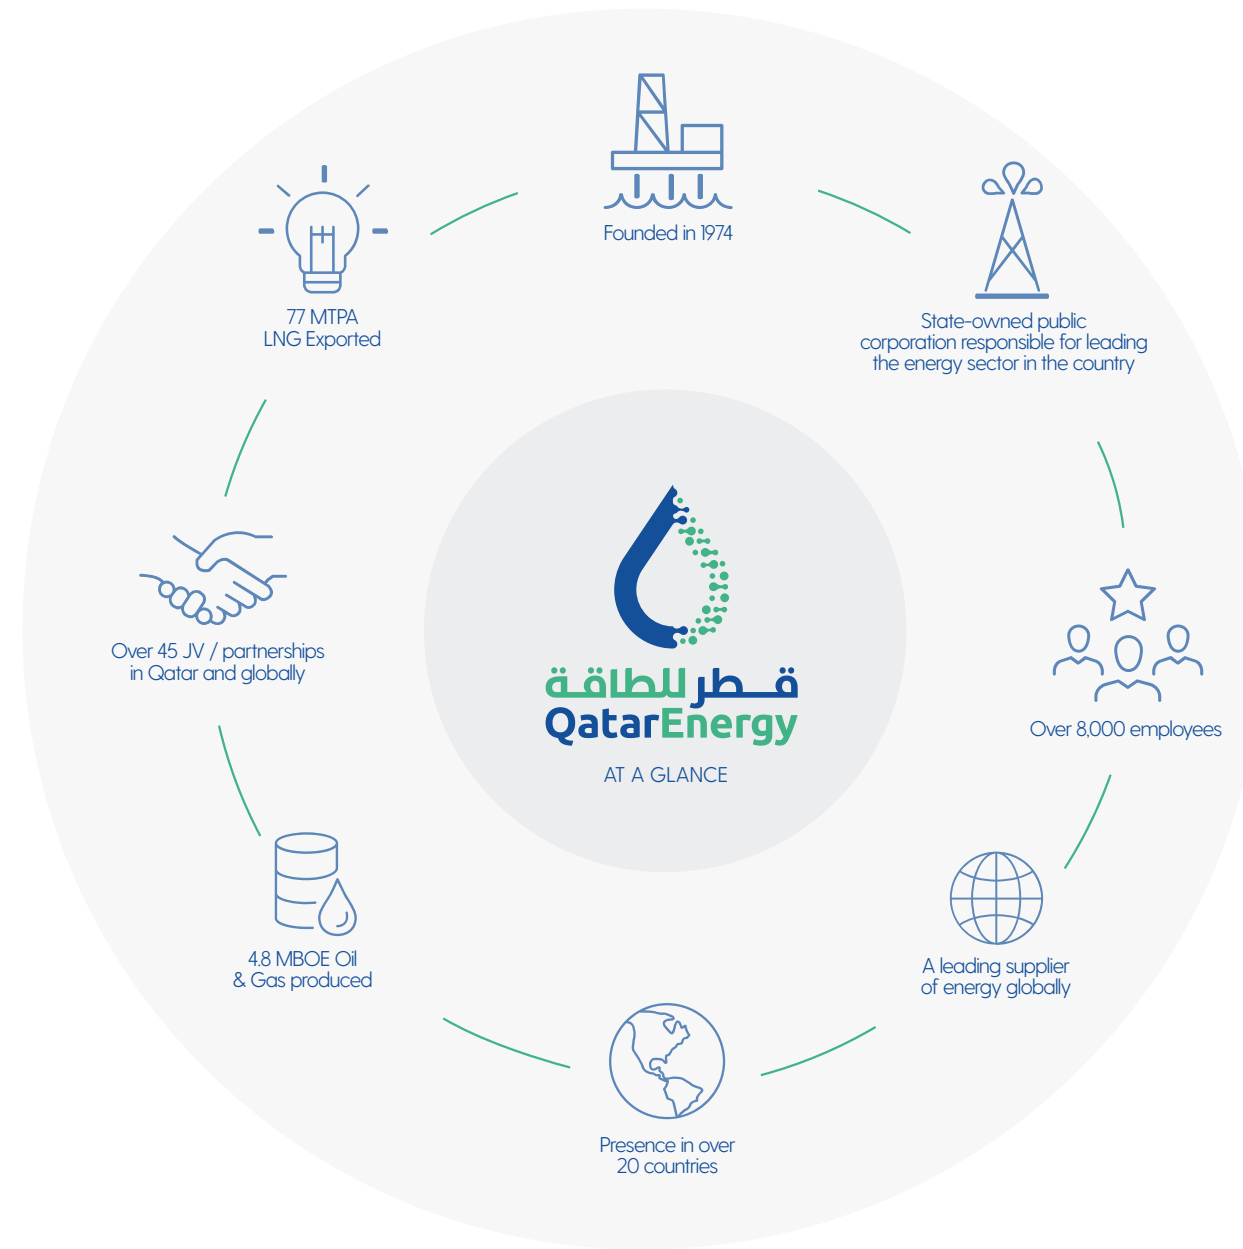 Founded in 1974
State-owned public
corporation responsible for leading
the energy sector in the country
Over 8,000 employees
A leading supplier
of energy globally
Presence in over
20 countries
4.8 MBOE Oil
& Gas produced
Over 45 JV / partnerships
in Qatar and globally
77 MTPA
LNG Exported
قطر للطاقة
QatarEnergy
AT A GLANCE